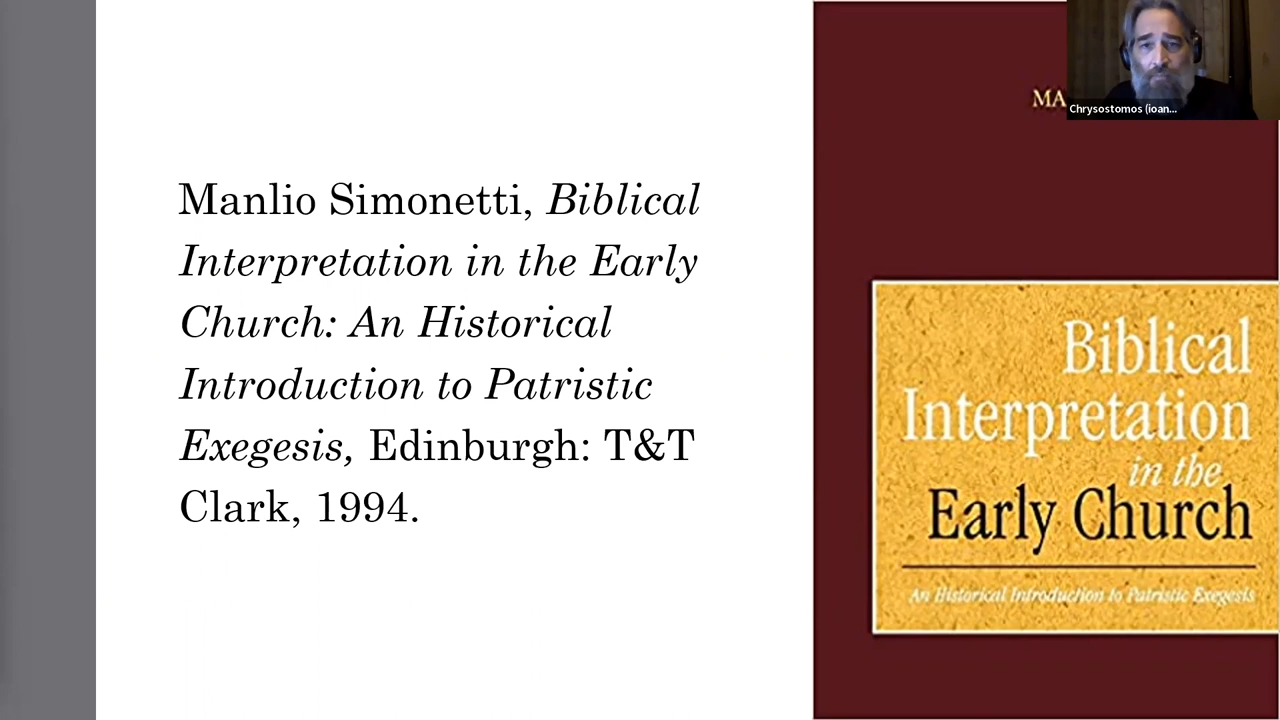 Manlio Simonetti, Biblical
Interpretation in the Early
Church: An Historical
Introduction to Patristic
Exegesis, Edinburgh: T&T
Clark, 1994.
MA
Chrysostomos (ioan...
Biblical
Interpretation
in the
Early Church
An Historical Introduction to Patristic Exegesis